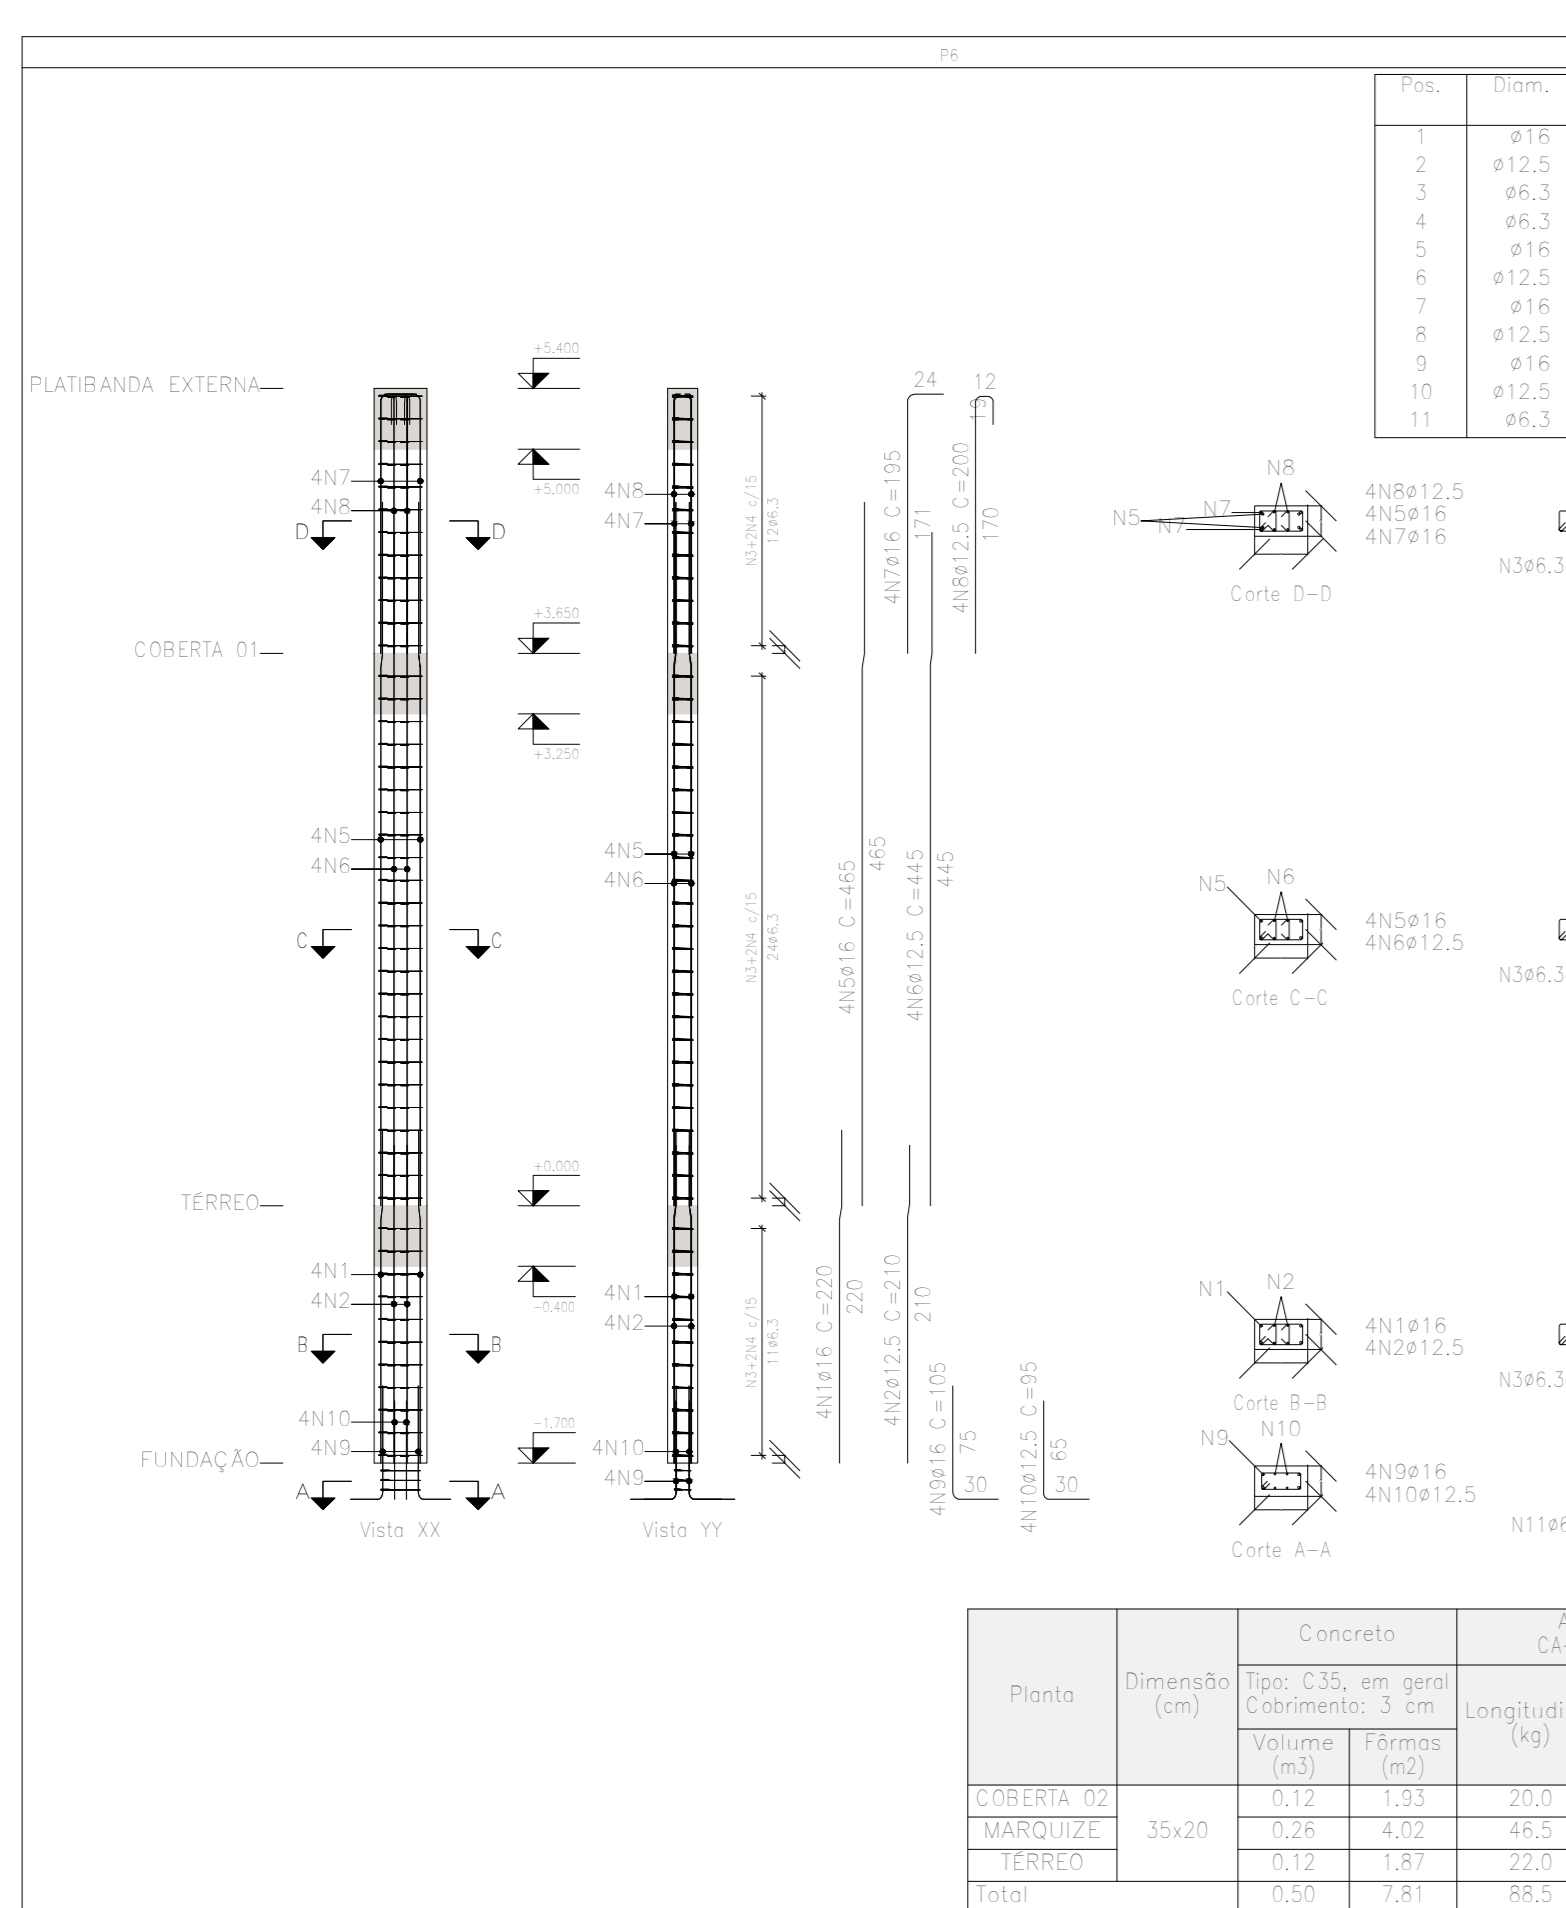 P6
Pos. Diam.
1 ø16
2 ø12.5
3 ø6.3
4 ø6.3
5 ø16
6 ø12.5
7 ø16
8 ø12.5
9 ø16
10 ø12.5
11 ø6.3
PLATIBANDA EXTERNA
+5.400
+5.000
4N7
4N8
D D
4N8
4N7
N3+2N4 c/15
12ø6.3
24
4N7ø16 C=195
171
12
19
4N8ø12.5 C=200
170
N8
N7
N5
N7
4N8ø12.5
4N5ø16
4N7ø16
Corte D-D
N3ø6.3
COBERTA 01
+3.650
+3.250
4N5
4N6
C C
4N5
4N6
N3+2N4 c/15
24ø6.3
4N5ø16 C=465
465
4N6ø12.5 C=445
445
N5
N6
4N5ø16
4N6ø12.5
Corte C-C
N3ø6.3
TÉRREO
+0.000
-0.400
4N1
4N2
B B
4N1
4N2
N3+2N4 c/15
11ø6.3
4N1ø16 C=220
220
4N2ø12.5 C=210
210
N1
N2
4N1ø16
4N2ø12.5
Corte B-B
N3ø6.3
4N10
4N9
FUNDAÇÃO
-1.700
4N10
4N9
A A
4N9ø16 C=105
75
30
4N10ø12.5 C=95
65
30
N9
N10
4N9ø16
4N10ø12.5
Corte A-A
N11ø6
Vista XX
Vista YY
Planta
Dimensão
(cm)
Concreto
Tipo: C35, em geral
Cobrimento: 3 cm
Volume
(m3)
Fôrmas
(m2)
A
CA-
Longitudi
(kg)
COBERTA 02 0.12 1.93 20.0
MARQUIZE 35x20 0.26 4.02 46.5
TÉRREO 0.12 1.87 22.0
Total 0.50 7.81 88.5